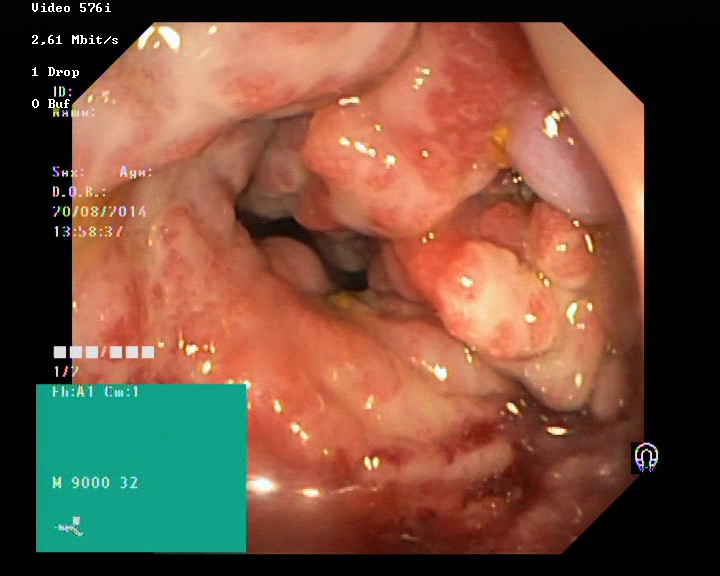 Video 576i
2,61 Mbit/s
1 Drop
ID:
0 Buf
Name:
Sex: Age:
D.O.B.:
20/08/2014
13:58:37
1/2
Eh:A1 Cm:1
M 9000 32